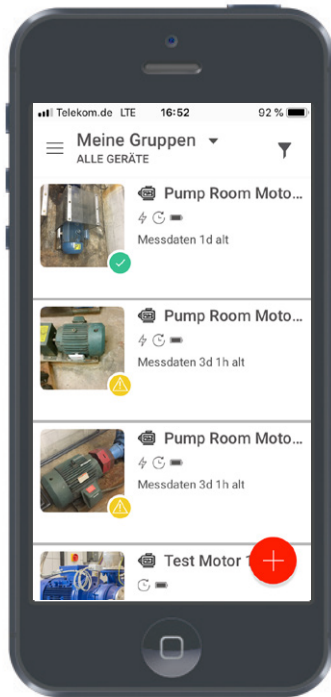 Telekom.de LTE 16:52 92 %
Meine Gruppen
ALLE GERÄTE
Pump Room Moto...
Messdaten 1d alt
Pump Room Moto...
Messdaten 3d 1h alt
Pump Room Moto...
Messdaten 3d 1h alt
Test Motor